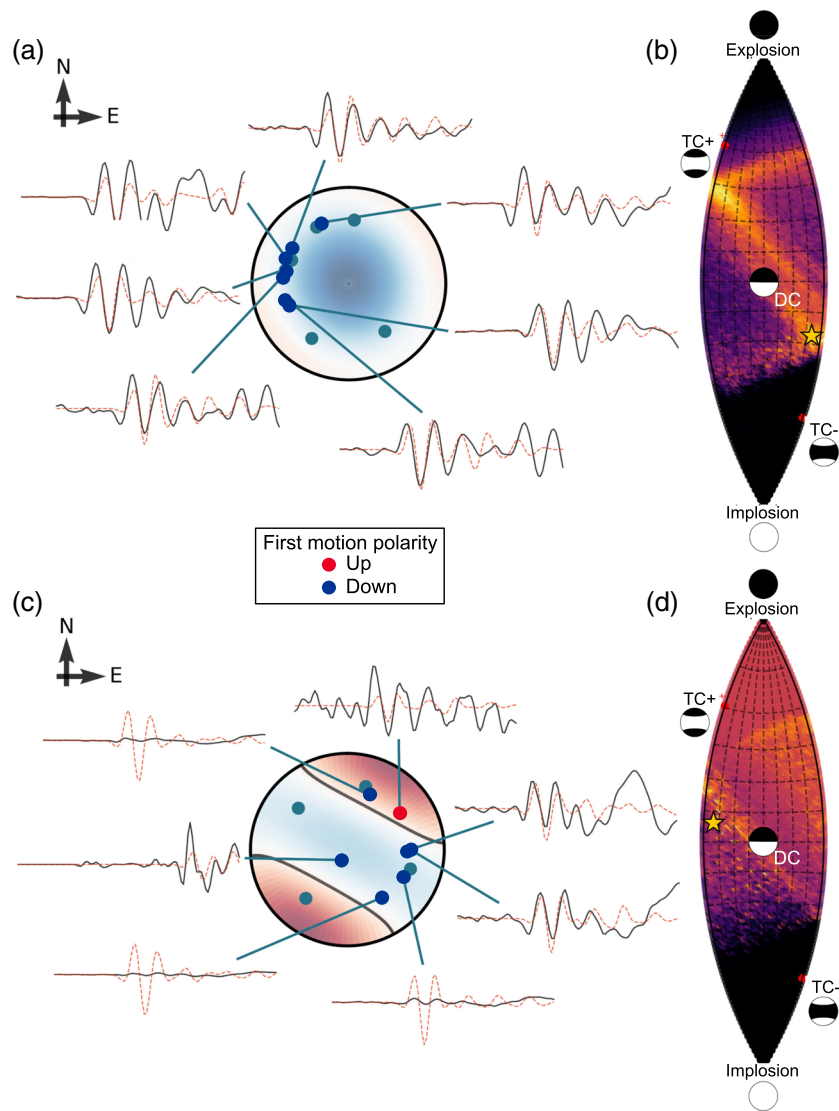 (a)
N
E
(b)
Explosion
TC+
DC
TC-
Implosion
First motion polarity
Up
Down
(c)
N
E
(d)
Explosion
TC+
DC
TC-
Implosion